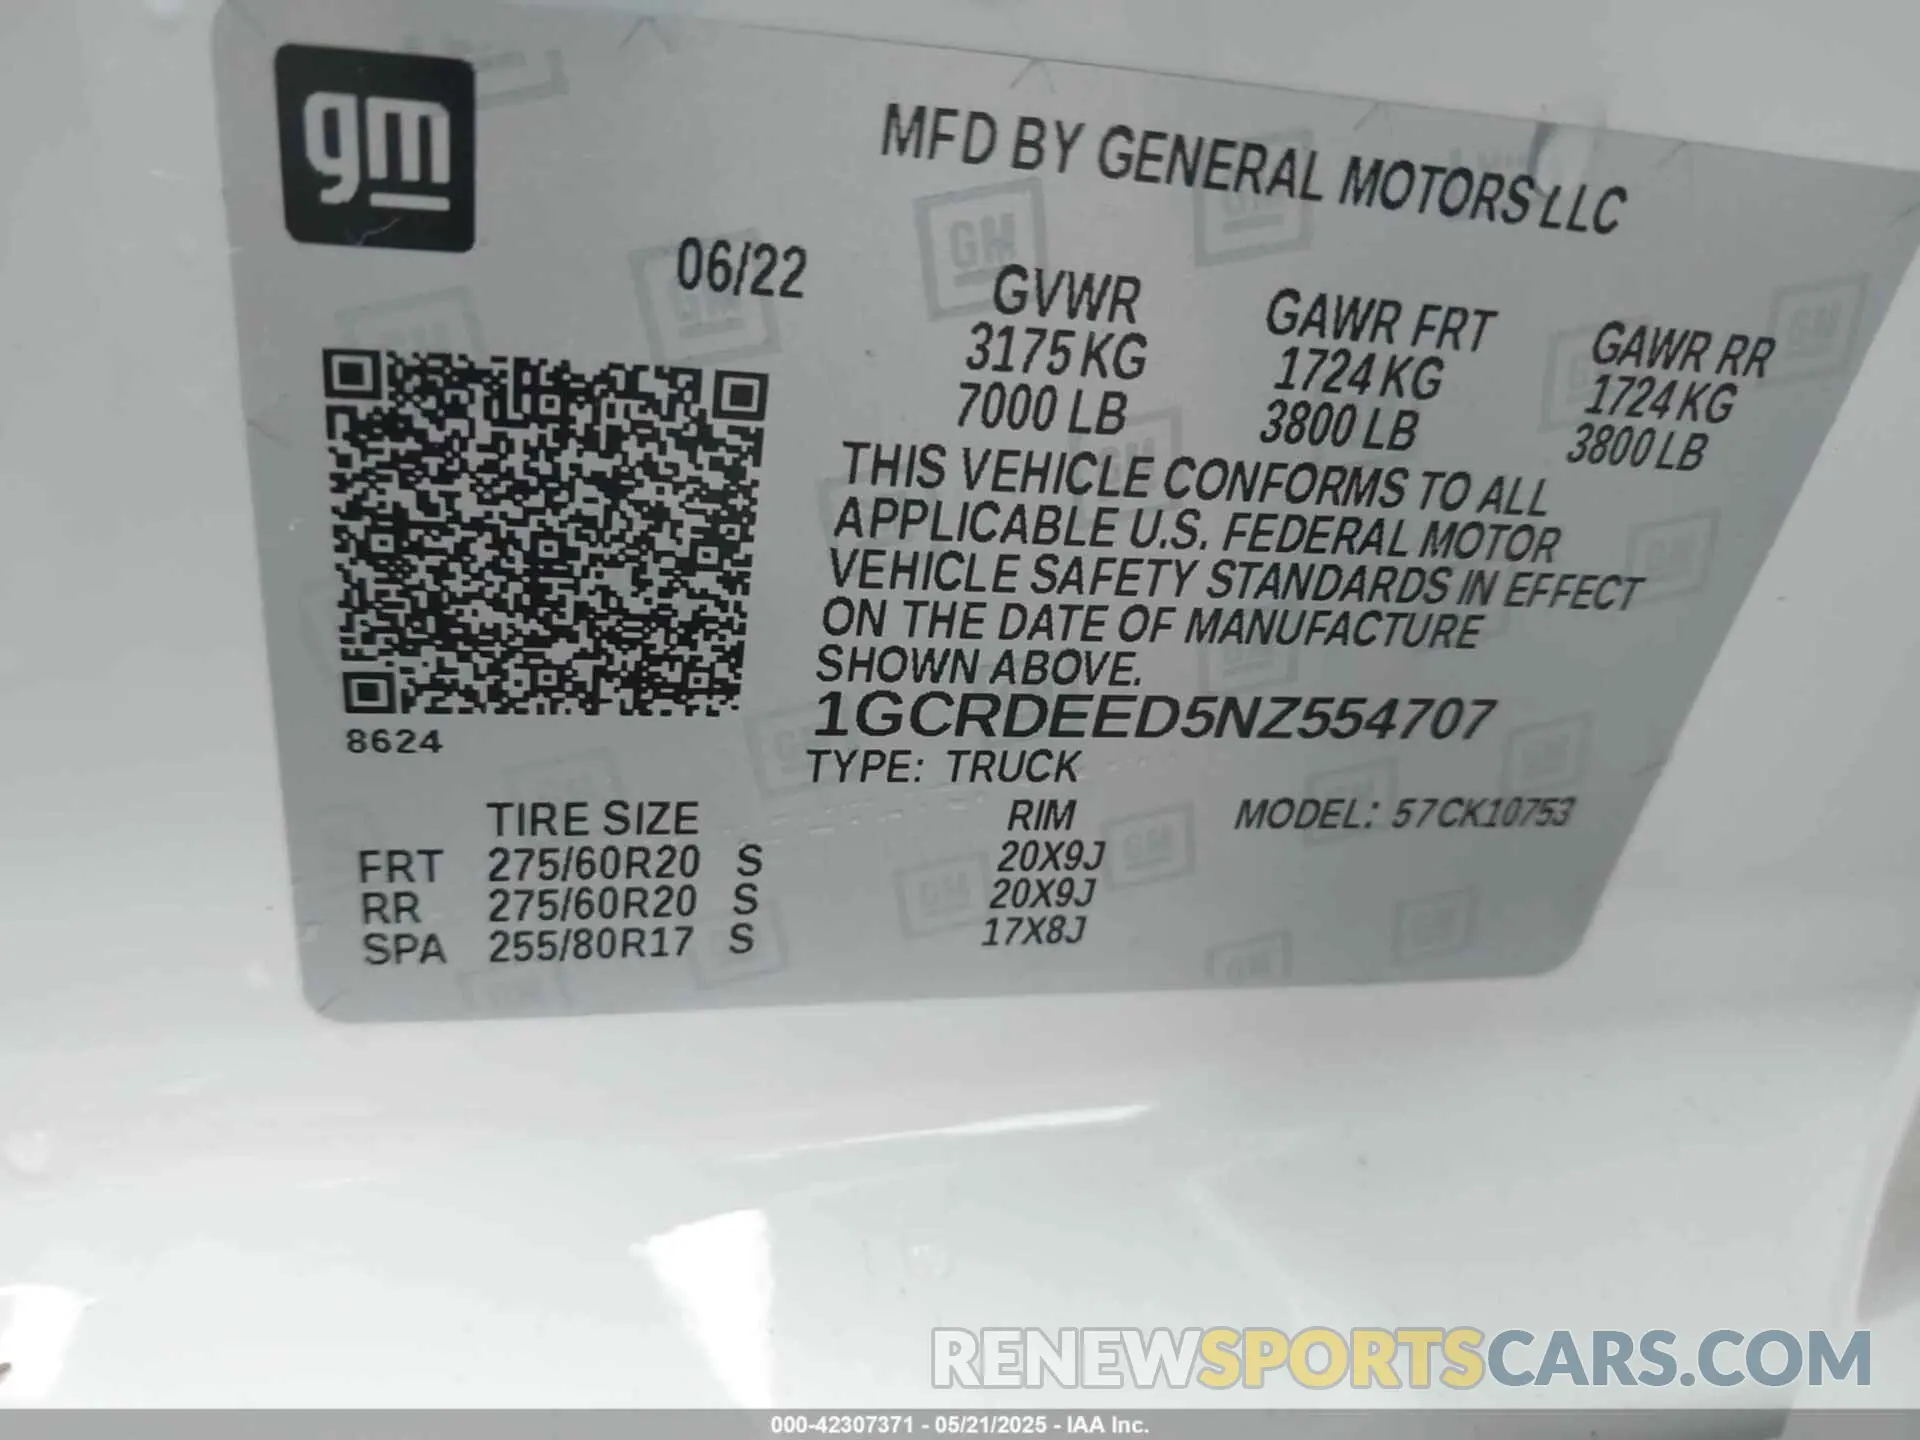 gm
MFD BY GENERAL MOTORS LLC
06/22
GVWR GAWR FRT GAWR RR
3175 KG 1724 KG 1724 KG
7000 LB 3800 LB 3800 LB
THIS VEHICLE CONFORMS TO ALL
APPLICABLE U.S. FEDERAL MOTOR
VEHICLE SAFETY STANDARDS IN EFFECT
ON THE DATE OF MANUFACTURE
SHOWN ABOVE.
1GCRDEED5NZ554707
8624
TYPE: TRUCK
TIRE SIZE RIM MODEL: 57CK10753
FRT 275/60R20 S 20X9J
RR 275/60R20 S 20X9J
SPA 255/80R17 S 17X8J
RENEWSPORTSCARS.COM
000-42307371 - 05/21/2025 - IAA Inc.